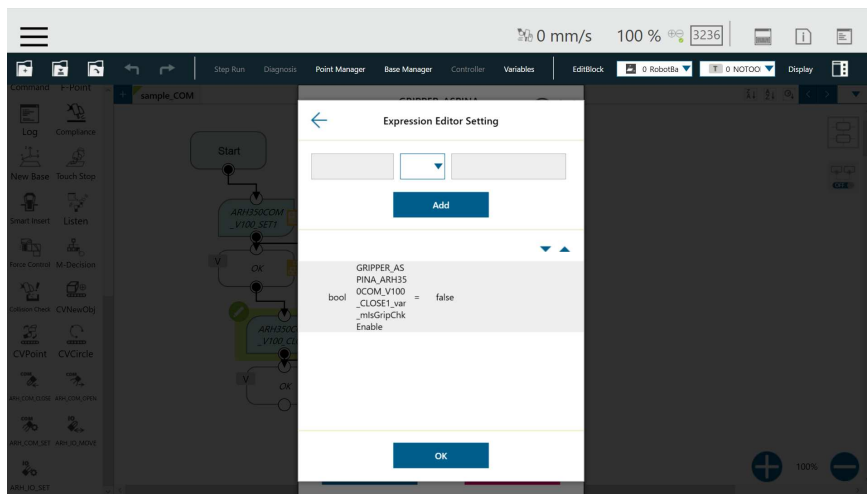 0 mm/s 100 % 3236
Step Run Diagnosis Point Manager Base Manager Controller Variables EditBlock 0 RobotBa T 0 NOTOO Display
Command F-Point
+ sample_COM
Log Compliance
New Base Touch Stop
Smart Insert Listen
Force Control M-Decision
Collision Check CVNewObj
CVPoint CVCircle
ARH_COM_CLOSE ARH_COM_OPEN
ARH_COM_SET ARH_IO_MOVE
ARH_IO_SET
Start
ARH350COM
_V100_SET1
V OK
ARH350C
_V100_CL
V OK
Expression Editor Setting
Add
bool
GRIPPER_AS
PINA_ARH35
0COM_V100
_CLOSE1_var
_mIsGripChk
Enable
= false
OK
OFF
100%